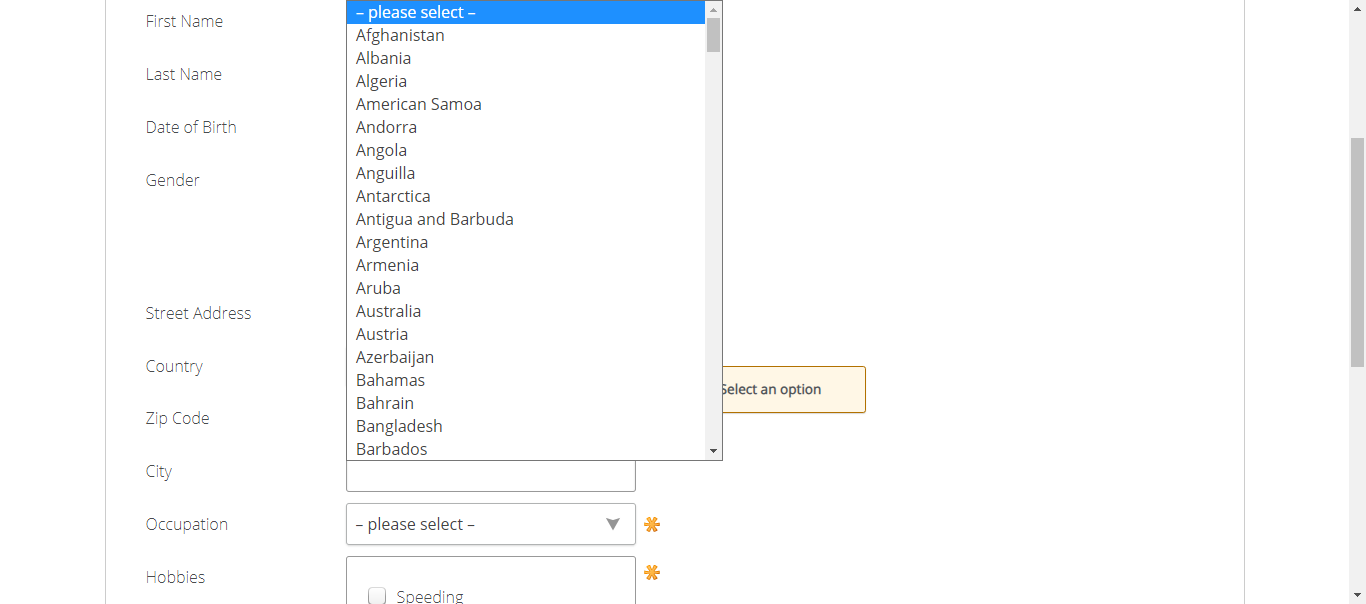 First Name
Last Name
Date of Birth
Gender
Street Address
Country
Zip Code
City
Occupation
Hobbies
– please select –
Afghanistan
Albania
Algeria
American Samoa
Andorra
Angola
Anguilla
Antarctica
Antigua and Barbuda
Argentina
Armenia
Aruba
Australia
Austria
Azerbaijan
Bahamas
Bahrain
Bangladesh
Barbados
Select an option
– please select –
Speeding